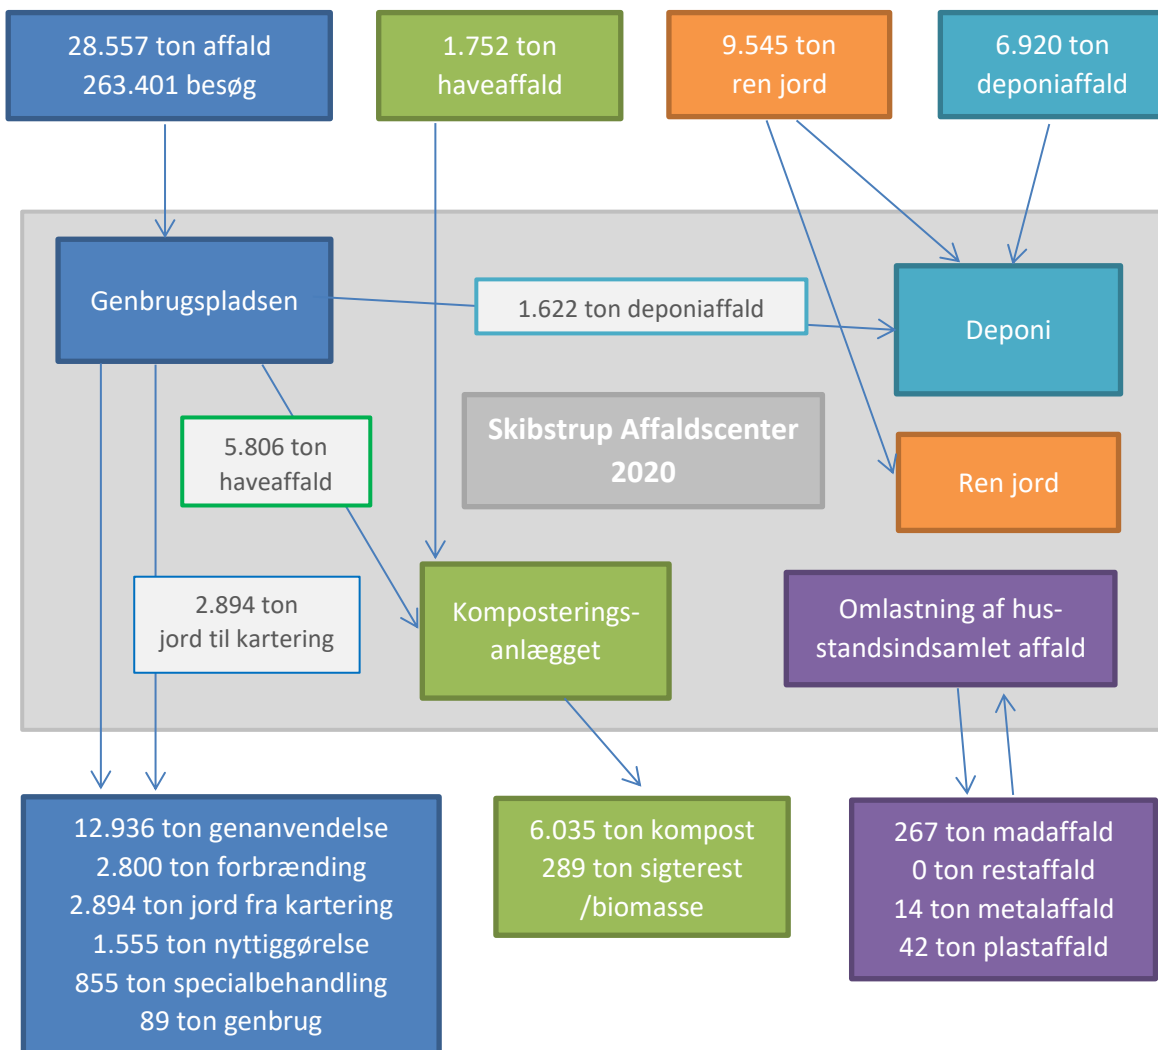 28.557 ton affald
263.401 besøg
1.752 ton
haveaffald
9.545 ton
ren jord
6.920 ton
deponiaffald
Genbrugspladsen
1.622 ton deponiaffald
Deponi
Skibstrup Affaldscenter
2020
5.806 ton
haveaffald
Ren jord
2.894 ton
jord til kartering
Komposterings-
anlægget
Omlastning af hus-
standsindsamlet affald
12.936 ton genanvendelse
2.800 ton forbrænding
2.894 ton jord fra kartering
1.555 ton nyttiggørelse
855 ton specialbehandling
89 ton genbrug
6.035 ton kompost
289 ton sigterest
/biomasse
267 ton madaffald
0 ton restaffald
14 ton metalaffald
42 ton plastaffald